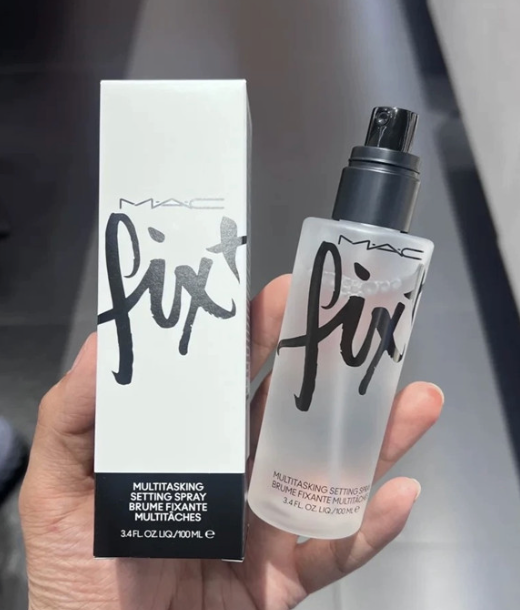 M·A·C
fix+
MULTITASKING
SETTING SPRAY
BRUME FIXANTE
MULTITÂCHES
3.4 FL. OZ. LIQ./100 ML ℮
M·A·C
fix+
MULTITASKING SETTING SPRAY
BRUME FIXANTE MULTITÂCHES
3.4 FL. OZ. LIQ./100 ML ℮